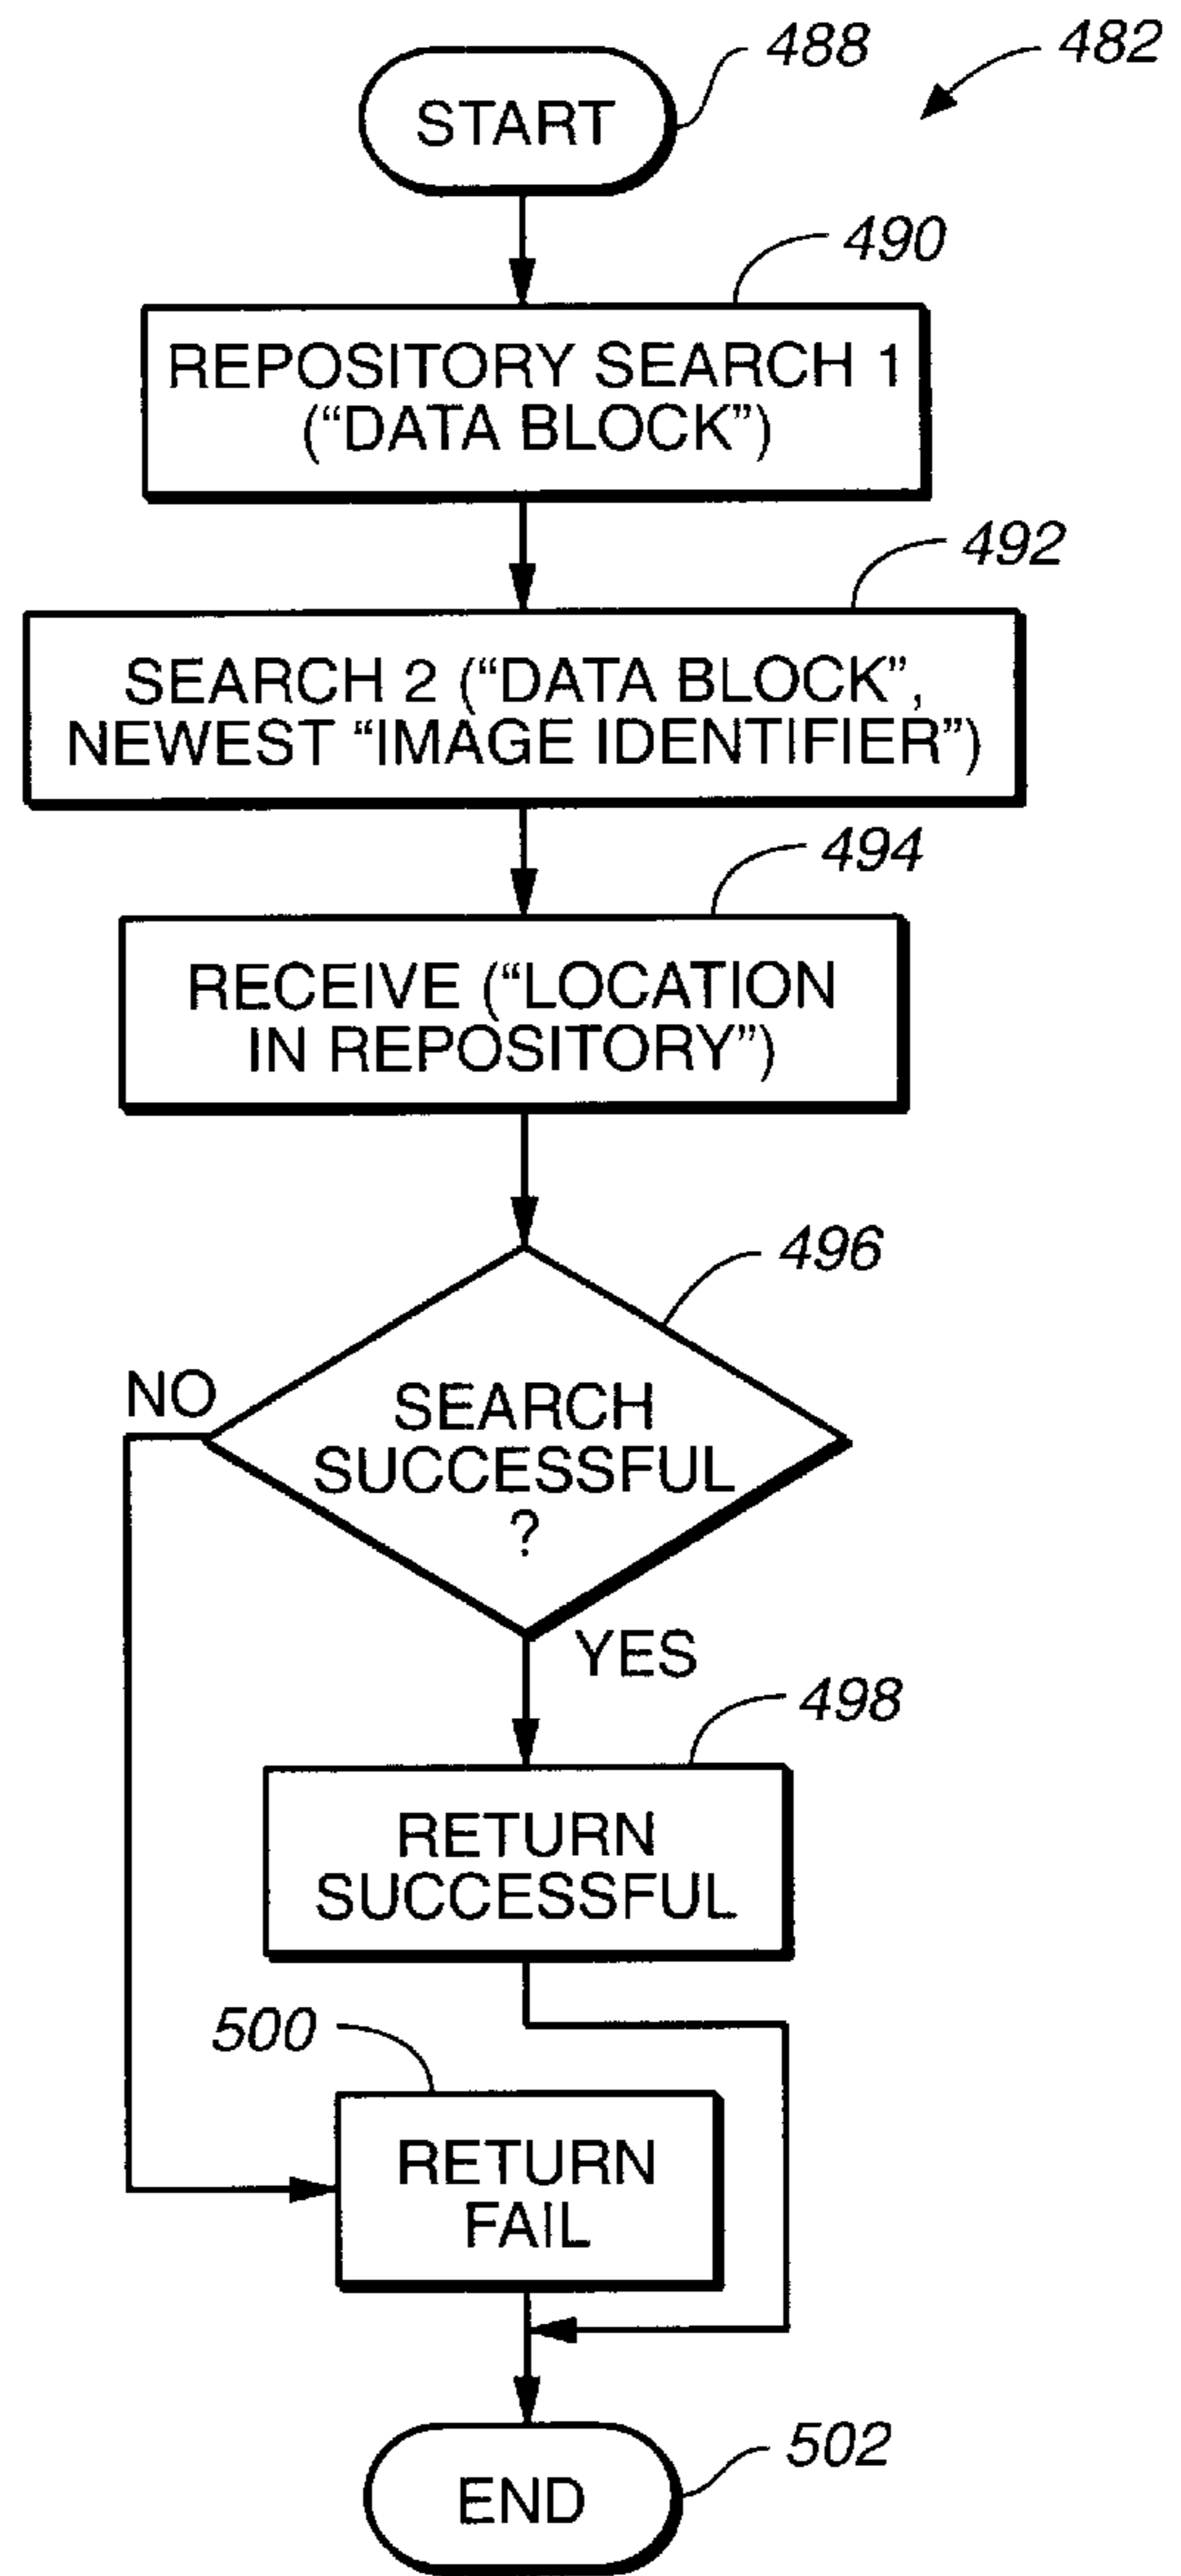 488
482
START
490
REPOSITORY SEARCH 1
(“DATA BLOCK”)
492
SEARCH 2 (“DATA BLOCK”,
NEWEST “IMAGE IDENTIFIER”)
494
RECEIVE (“LOCATION
IN REPOSITORY”)
496
NO
SEARCH
SUCCESSFUL
?
YES
498
RETURN
SUCCESSFUL
500
RETURN
FAIL
502
END